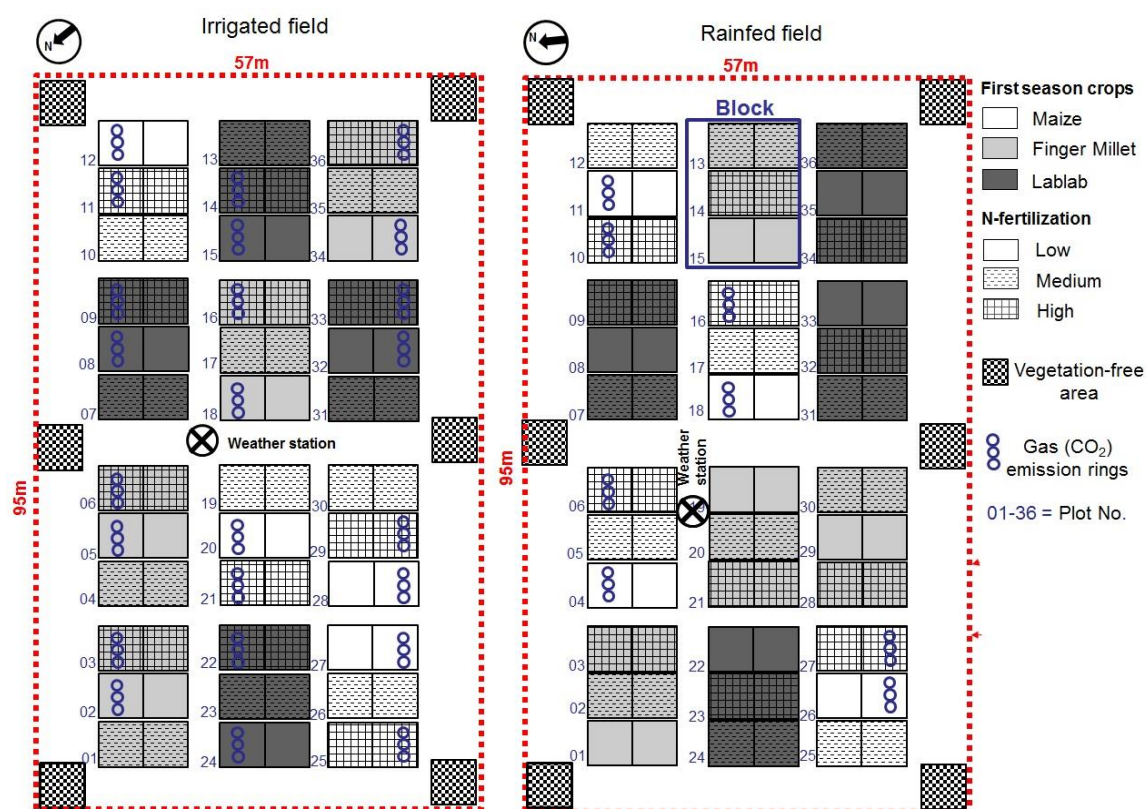 Irrigated field
Rainfed field
N
57m
N
57m
First season crops
Maize
Finger Millet
Lablab
N-fertilization
Low
Medium
High
Vegetation-free
area
Gas (CO₂)
emission rings
01-36 = Plot No.
Block
12
13
36
11
14
35
10
15
34
09
16
33
08
17
32
07
18
31
Weather station
95m
06
19
30
05
20
29
04
21
28
03
22
27
02
23
26
01
24
25
12
13
36
11
14
35
10
15
34
09
16
33
08
17
32
07
18
31
Weather
station
95m
06
19
30
05
20
29
04
21
28
03
22
27
02
23
26
01
24
25